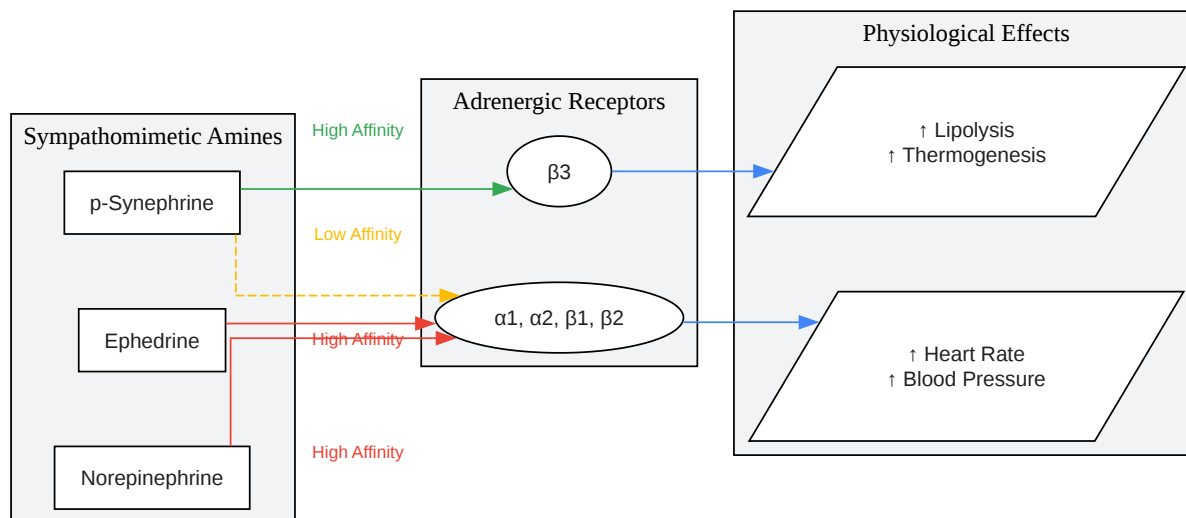 Sympathomimetic Amines
p-Synephrine
Ephedrine
Norepinephrine
High Affinity
Low Affinity
High Affinity
High Affinity
Adrenergic Receptors
β3
α1, α2, β1, β2
Physiological Effects
↑ Lipolysis
↑ Thermogenesis
↑ Heart Rate
↑ Blood Pressure